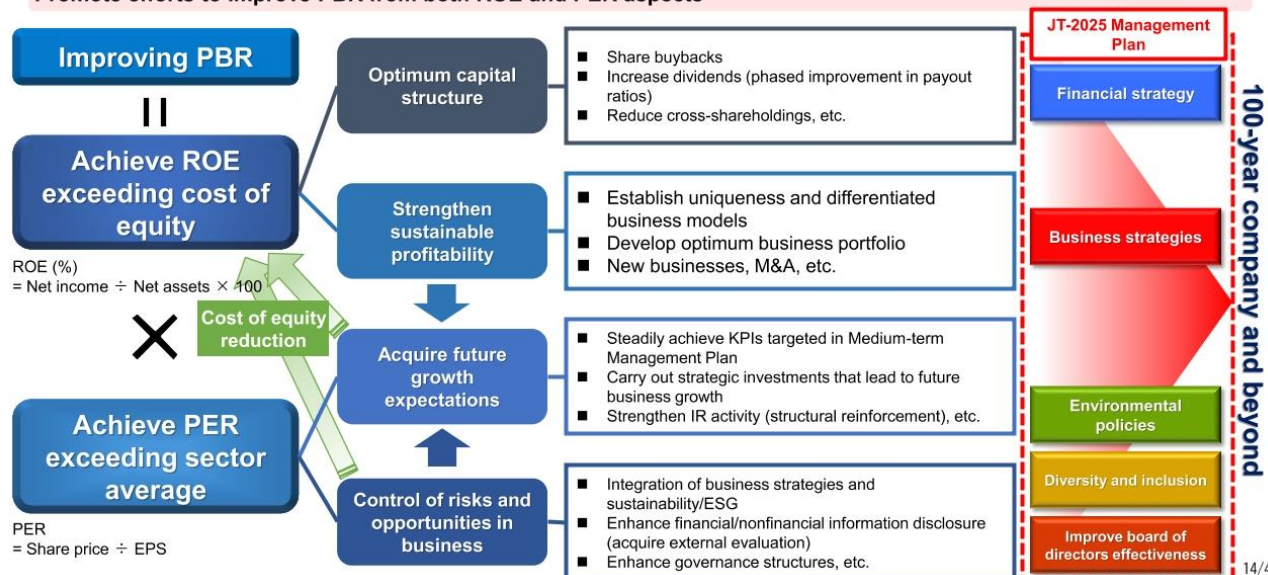 Promote efforts to improve PBR from both ROE and PER aspects
Improving PBR
Achieve ROE
exceeding cost of
equity
ROE (%)
= Net income ÷ Net assets × 100
Cost of equity
reduction
Achieve PER
exceeding sector
average
PER
= Share price ÷ EPS
Optimum capital
structure
■ Share buybacks
■ Increase dividends (phased improvement in payout
ratios)
■ Reduce cross-shareholdings, etc.
Strengthen
sustainable
profitability
■ Establish uniqueness and differentiated
business models
■ Develop optimum business portfolio
■ New businesses, M&A, etc.
Acquire future
growth
expectations
■ Steadily achieve KPIs targeted in Medium-term
Management Plan
■ Carry out strategic investments that lead to future
business growth
■ Strengthen IR activity (structural reinforcement), etc.
Control of risks and
opportunities in
business
■ Integration of business strategies and
sustainability/ESG
■ Enhance financial/nonfinancial information disclosure
(acquire external evaluation)
■ Enhance governance structures, etc.
JT-2025 Management
Plan
Financial strategy
Business strategies
Environmental
policies
Diversity and inclusion
Improve board of
directors effectiveness
100-year company and beyond